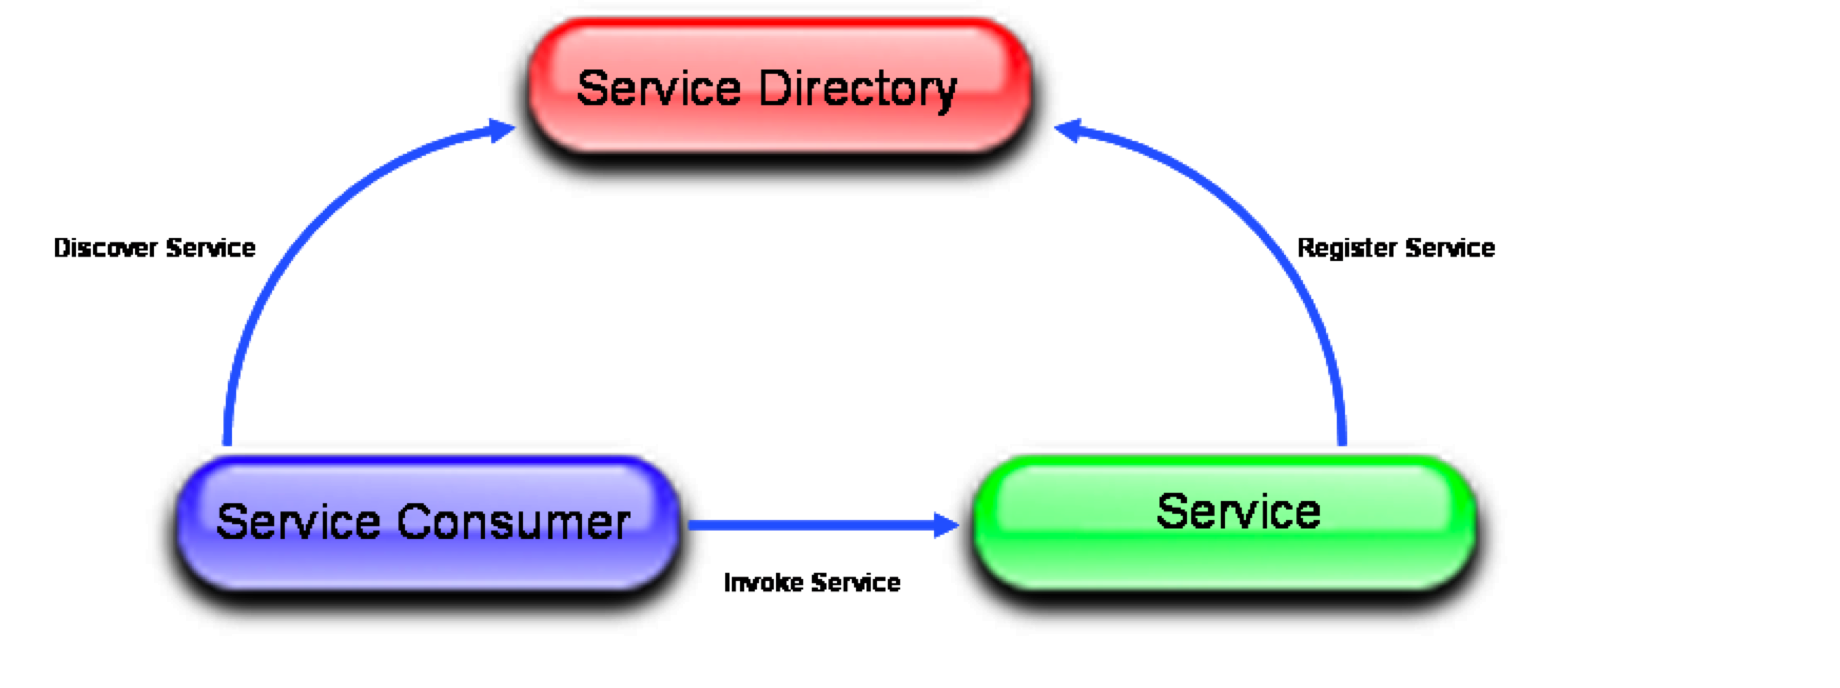 Service Directory
Discover Service
Register Service
Service Consumer
Service
Invoke Service